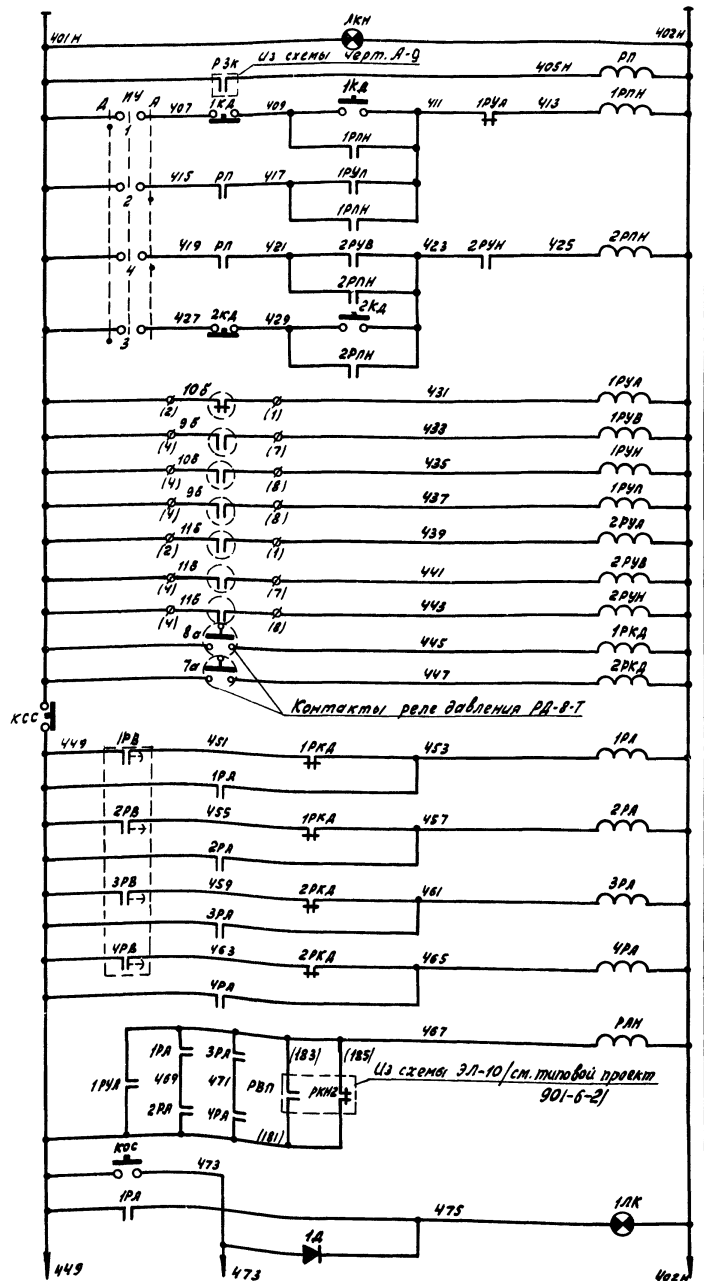 401Н ЛКН 402Н
РЗК Из схемы черт. А-9
405Н РП
Д ИУ А 407 1КД 409 1КД 411 1РУА 413 1РПН
1 1РПН
415 РП 417 1РУП
2 1РПН
419 РП 421 2РУВ 423 2РУН 425 2РПН
4 2РПН
427 2КД 429 2КД
3 2РПН
10б 431 1РУА
(2) (1)
9б 433 1РУВ
(4) (7)
10в 435 1РУН
(4) (8)
9б 437 1РУП
(4) (8)
11б 439 2РУА
(2) (1)
11в 441 2РУВ
(4) (7)
11б 443 2РУН
(4) (8)
8а 445 1РКД
7а 447 2РКД
Контакты реле давления РД-8-Т
КСС
449 1РВ 451 1РКД 453 1РА
1РА
2РВ 455 1РКД 457 2РА
2РА
3РВ 459 2РКД 461 3РА
3РА
4РВ 463 2РКД 465 4РА
4РА
467 РАН
1РА 3РА (183) (185)
1РУА 469 471 РВП РКН2
Из схемы ЭЛ-10/см. типовой проект
901-6-2/
2РА 4РА (181)
КОС 473
1РА 475 1ЛК
1Д
449 473 402Н